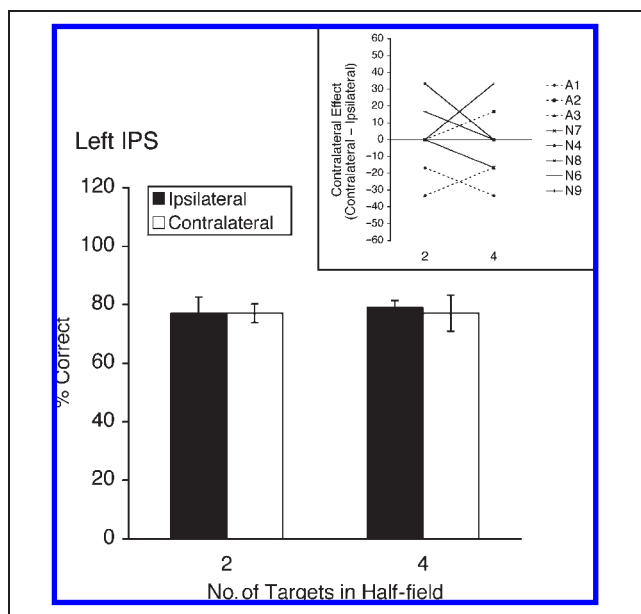 Left IPS
120
100
80
60
40
20
0
% Correct
Ipsilateral
Contralateral
2
4
No. of Targets in Half-field
60
50
40
30
20
10
0
−10
−20
−30
−40
−50
−60
Contralateral Effect
(Contralateral – Ipsilateral)
2
4
A1
A2
A3
N7
N4
N8
N6
N9